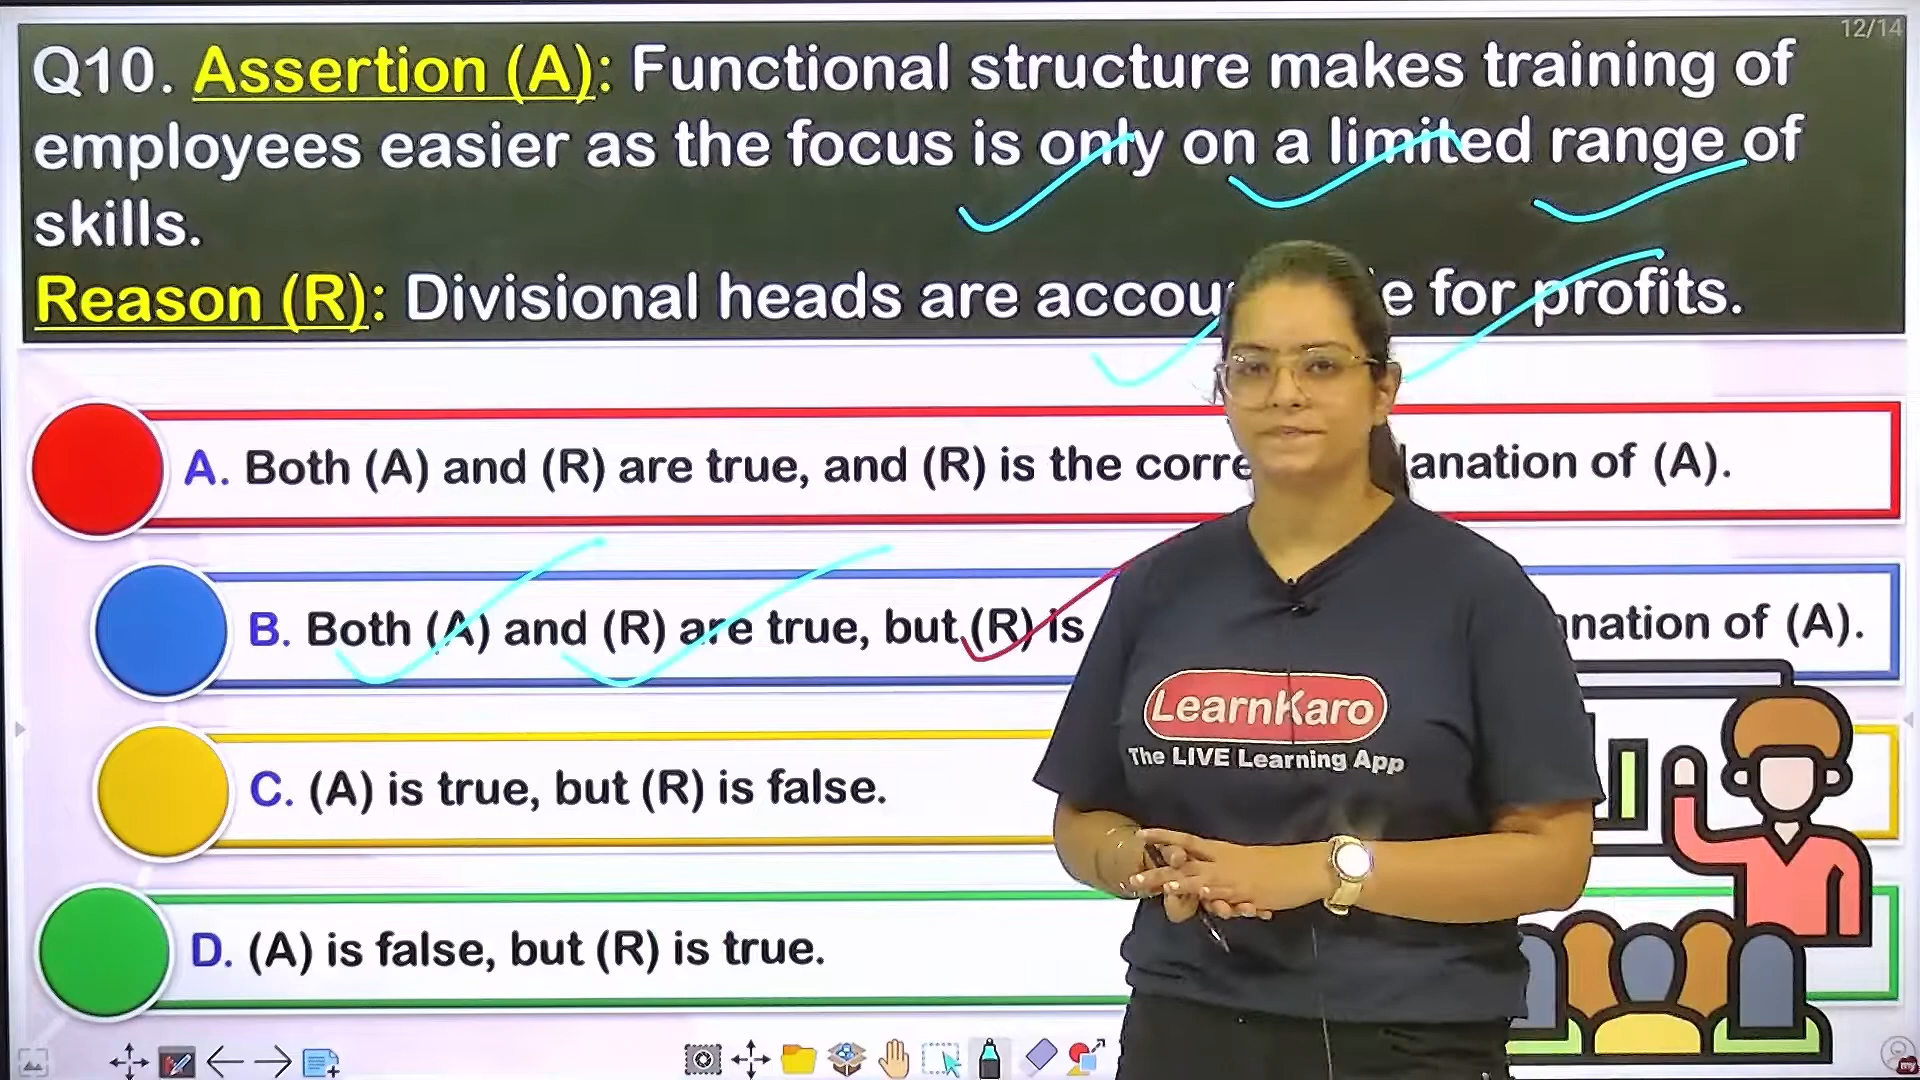 12/14
Q10. Assertion (A): Functional structure makes training of
employees easier as the focus is only on a limited range of
skills.
Reason (R): Divisional heads are accou e for profits.
A. Both (A) and (R) are true, and (R) is the corre lanation of (A).
B. Both (A) and (R) are true, but (R) is nation of (A).
C. (A) is true, but (R) is false.
D. (A) is false, but (R) is true.
LearnKaro
The LIVE Learning App
my